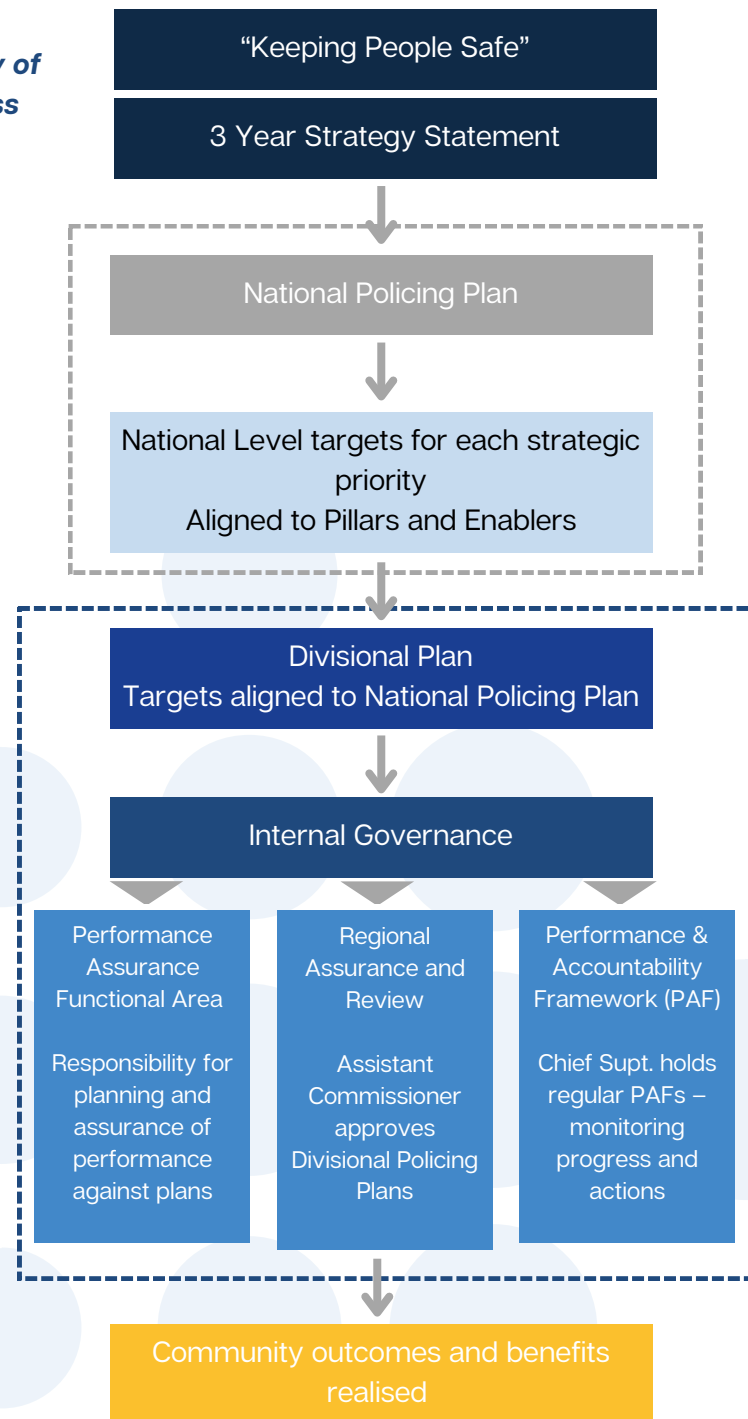 of
“Keeping People Safe”
3 Year Strategy Statement
National Policing Plan
National Level targets for each strategic
priority
Aligned to Pillars and Enablers
Divisional Plan
Targets aligned to National Policing Plan
Internal Governance
Performance
Assurance
Functional Area
Responsibility for
planning and
assurance of
performance
against plans
Regional
Assurance and
Review
Assistant
Commissioner
approves
Divisional Policing
Plans
Performance &
Accountability
Framework (PAF)
Chief Supt. holds
regular PAFs –
monitoring
progress and
actions
Community outcomes and benefits
realised